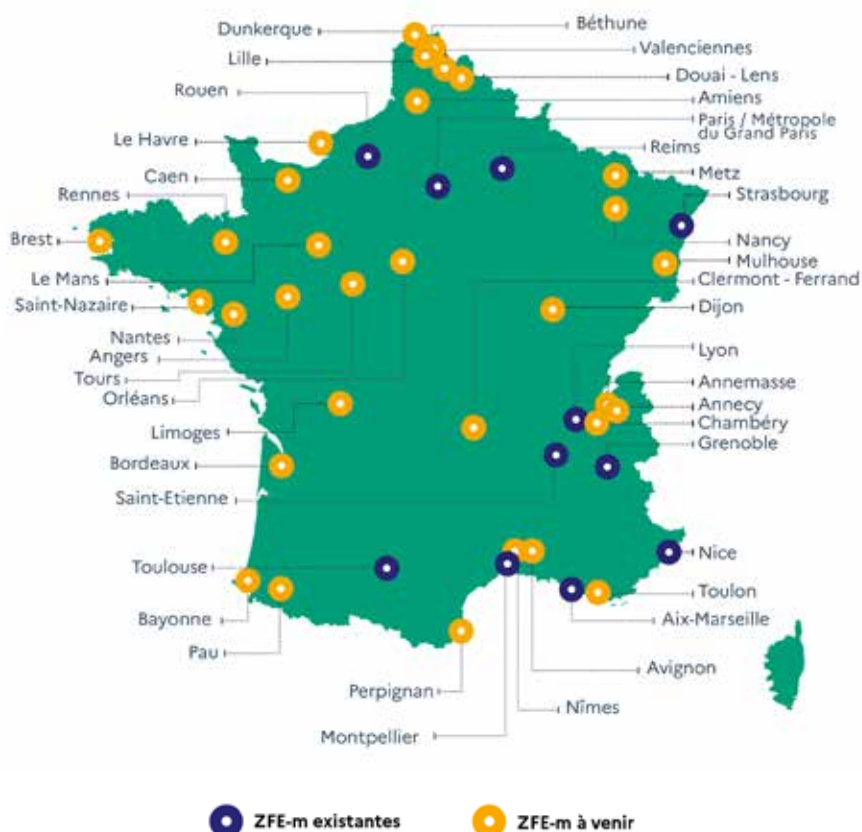 Dunkerque
Béthune
Lille
Valenciennes
Douai - Lens
Rouen
Amiens
Paris / Métropole
du Grand Paris
Le Havre
Reims
Caen
Metz
Rennes
Strasbourg
Brest
Nancy
Mulhouse
Le Mans
Clermont - Ferrand
Saint-Nazaire
Dijon
Nantes
Angers
Lyon
Tours
Annemasse
Orléans
Annecy
Chambéry
Limoges
Grenoble
Bordeaux
Saint-Etienne
Nice
Toulouse
Toulon
Bayonne
Aix-Marseille
Pau
Avignon
Perpignan
Nîmes
Montpellier
ZFE-m existantes
ZFE-m à venir